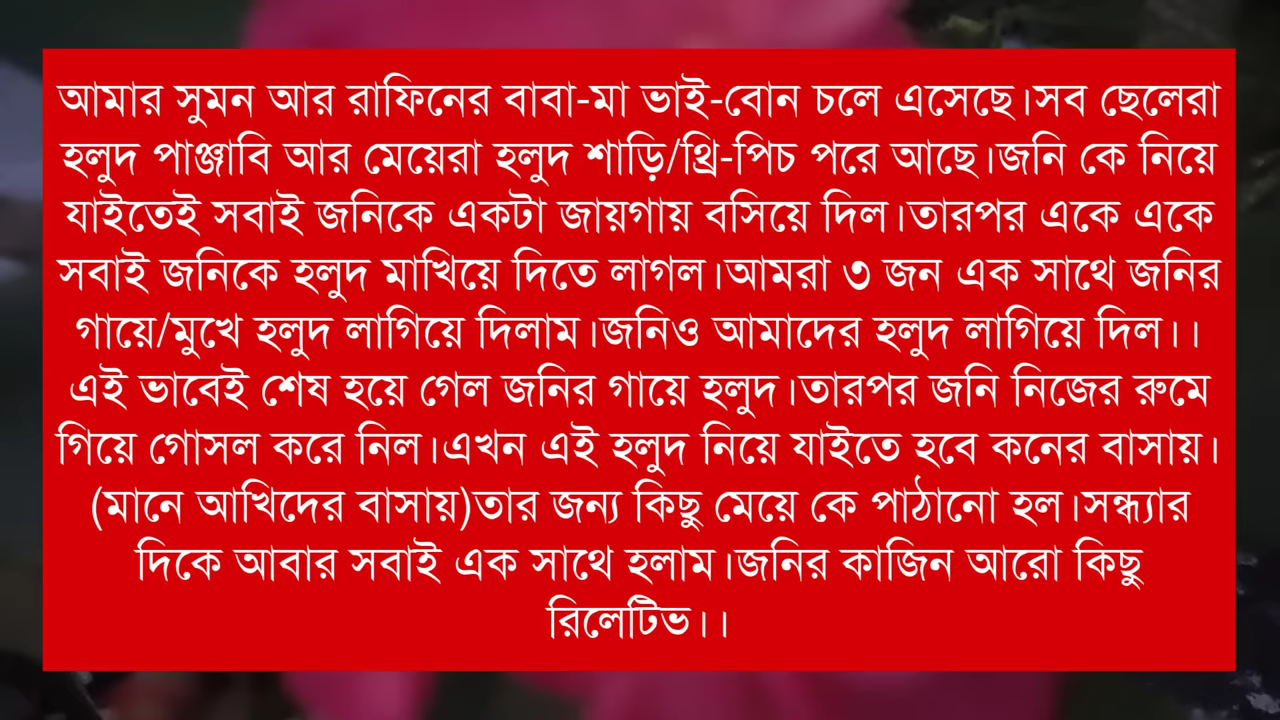 আমার সুমন আর রাফিনের বাবা-মা ভাই-বোন চলে এসেছে।সব ছেলেরা
হলুদ পাঞ্জাবি আর মেয়েরা হলুদ শাড়ি/থ্রি-পিচ পরে আছে।জনি কে নিয়ে
যাইতেই সবাই জনিকে একটা জায়গায় বসিয়ে দিল।তারপর একে একে
সবাই জনিকে হলুদ মাখিয়ে দিতে লাগল।আমরা ৩ জন এক সাথে জনির
গায়ে/মুখে হলুদ লাগিয়ে দিলাম।জনিও আমাদের হলুদ লাগিয়ে দিল।।
এই ভাবেই শেষ হয়ে গেল জনির গায়ে হলুদ।তারপর জনি নিজের রুমে
গিয়ে গোসল করে নিল।এখন এই হলুদ নিয়ে যাইতে হবে কনের বাসায়।
(মানে আখিদের বাসায়)তার জন্য কিছু মেয়ে কে পাঠানো হল।সন্ধ্যার
দিকে আবার সবাই এক সাথে হলাম।জনির কাজিন আরো কিছু
রিলেটিভ।।